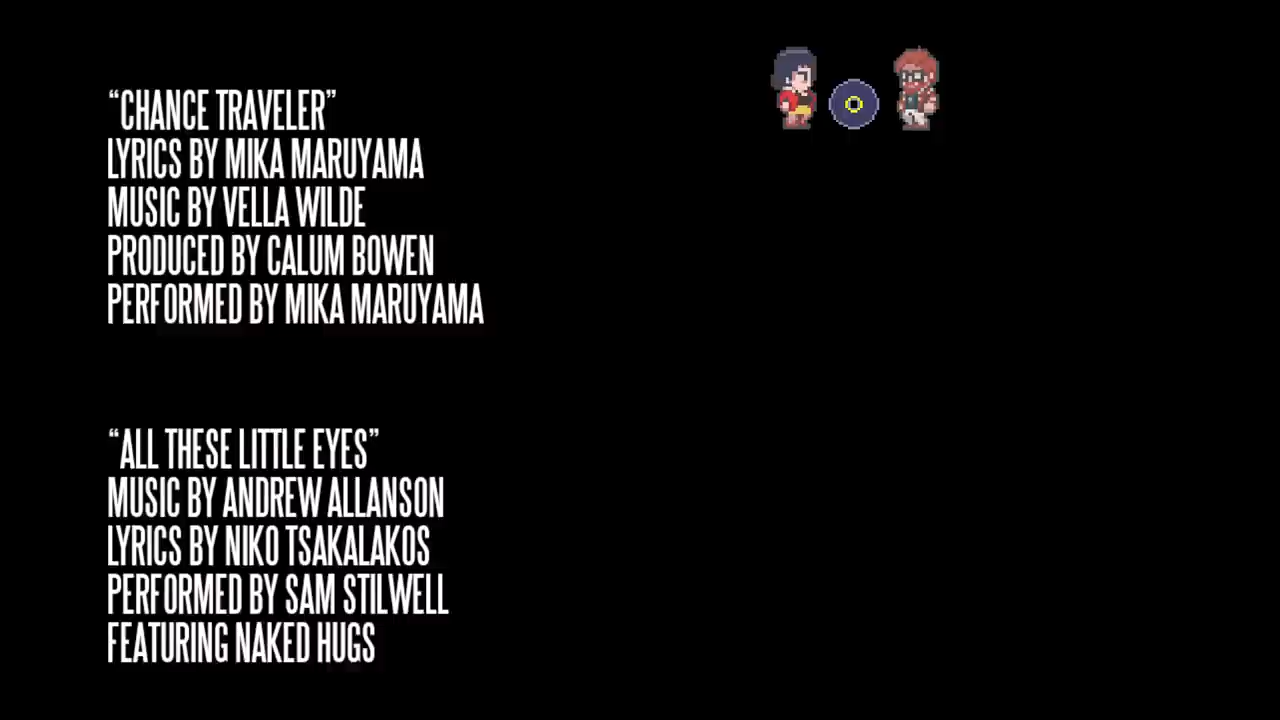 “CHANCE TRAVELER”
LYRICS BY MIKA MARUYAMA
MUSIC BY VELLA WILDE
PRODUCED BY CALUM BOWEN
PERFORMED BY MIKA MARUYAMA
“ALL THESE LITTLE EYES”
MUSIC BY ANDREW ALLANSON
LYRICS BY NIKO TSAKALAKOS
PERFORMED BY SAM STILWELL
FEATURING NAKED HUGS